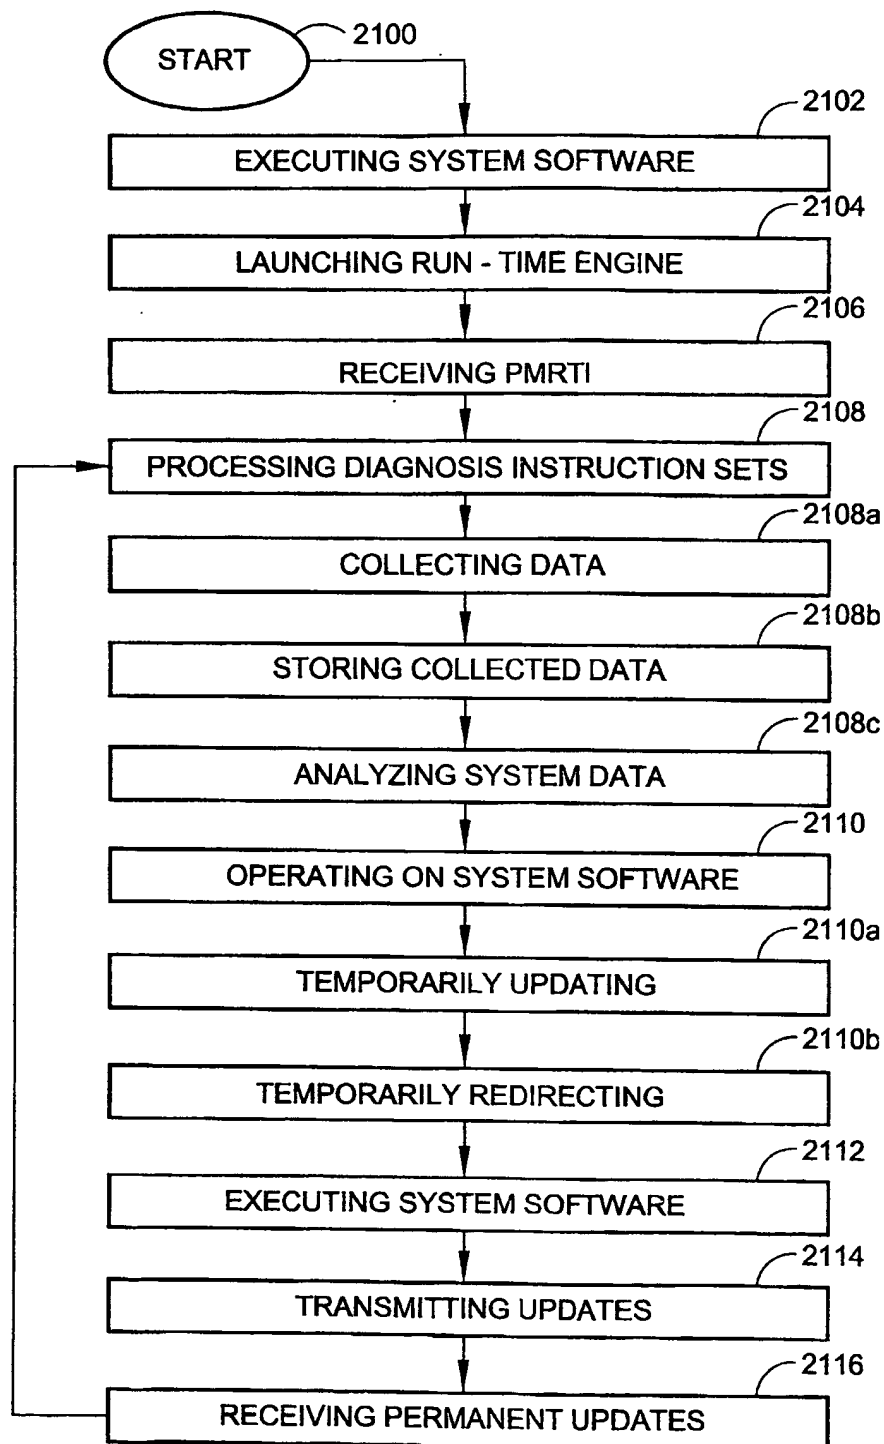 START
2100
2102
EXECUTING SYSTEM SOFTWARE
2104
LAUNCHING RUN - TIME ENGINE
2106
RECEIVING PMRTI
2108
PROCESSING DIAGNOSIS INSTRUCTION SETS
2108a
COLLECTING DATA
2108b
STORING COLLECTED DATA
2108c
ANALYZING SYSTEM DATA
2110
OPERATING ON SYSTEM SOFTWARE
2110a
TEMPORARILY UPDATING
2110b
TEMPORARILY REDIRECTING
2112
EXECUTING SYSTEM SOFTWARE
2114
TRANSMITTING UPDATES
2116
RECEIVING PERMANENT UPDATES